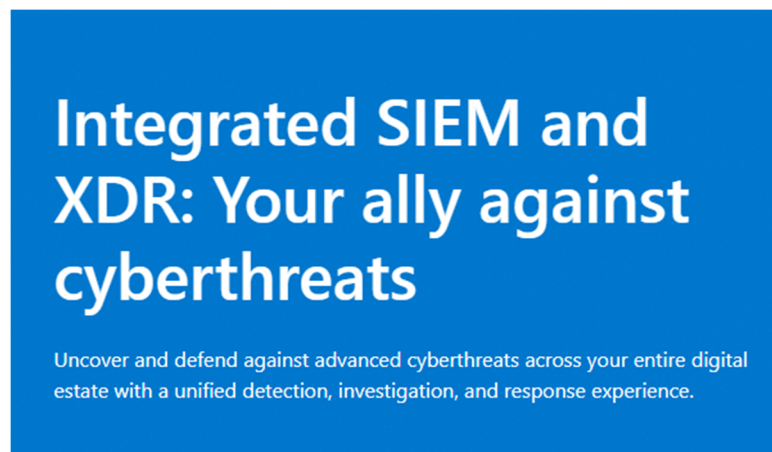 Integrated SIEM and
XDR: Your ally against
cyberthreats
Uncover and defend against advanced cyberthreats across your entire digital
estate with a unified detection, investigation, and response experience.